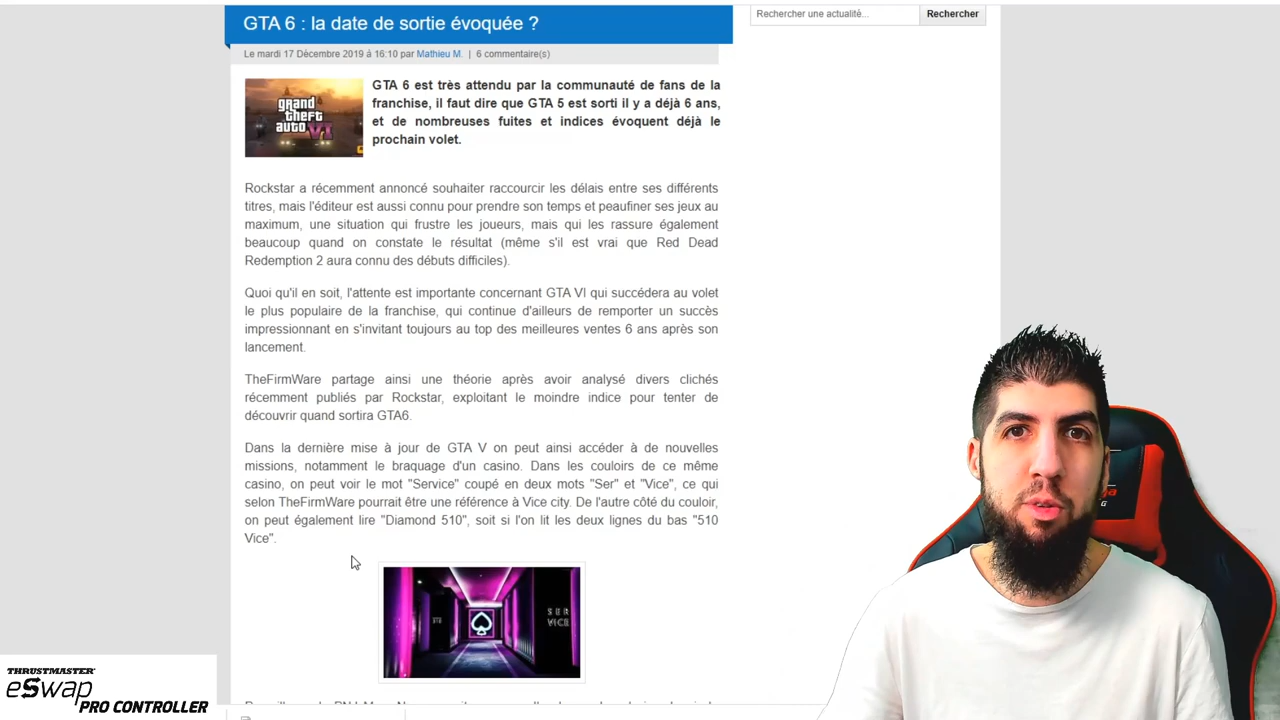 GTA 6 : la date de sortie évoquée ?
Rechercher une actualité...
Rechercher
Le mardi 17 Décembre 2019 à 16:10 par Mathieu M. | 6 commentaire(s)
grand
theft
auto VI
GTA 6 est très attendu par la communauté de fans de la
franchise, il faut dire que GTA 5 est sorti il y a déjà 6 ans,
et de nombreuses fuites et indices évoquent déjà le
prochain volet.
Rockstar a récemment annoncé souhaiter raccourcir les délais entre ses différents
titres, mais l'éditeur est aussi connu pour prendre son temps et peaufiner ses jeux au
maximum, une situation qui frustre les joueurs, mais qui les rassure également
beaucoup quand on constate le résultat (même s'il est vrai que Red Dead
Redemption 2 aura connu des débuts difficiles).
Quoi qu'il en soit, l'attente est importante concernant GTA VI qui succédera au volet
le plus populaire de la franchise, qui continue d'ailleurs de remporter un succès
impressionnant en s'invitant toujours au top des meilleures ventes 6 ans après son
lancement.
TheFirmWare partage ainsi une théorie après avoir analysé divers clichés
récemment publiés par Rockstar, exploitant le moindre indice pour tenter de
découvrir quand sortira GTA6.
Dans la dernière mise à jour de GTA V on peut ainsi accéder à de nouvelles
missions, notamment le braquage d'un casino. Dans les couloirs de ce même
casino, on peut voir le mot "Service" coupé en deux mots "Ser" et "Vice", ce qui
selon TheFirmWare pourrait être une référence à Vice city. De l'autre côté du couloir,
on peut également lire "Diamond 510", soit si l'on lit les deux lignes du bas "510
Vice".
SER
VICE
THRUSTMASTER
eSwap
PRO CONTROLLER